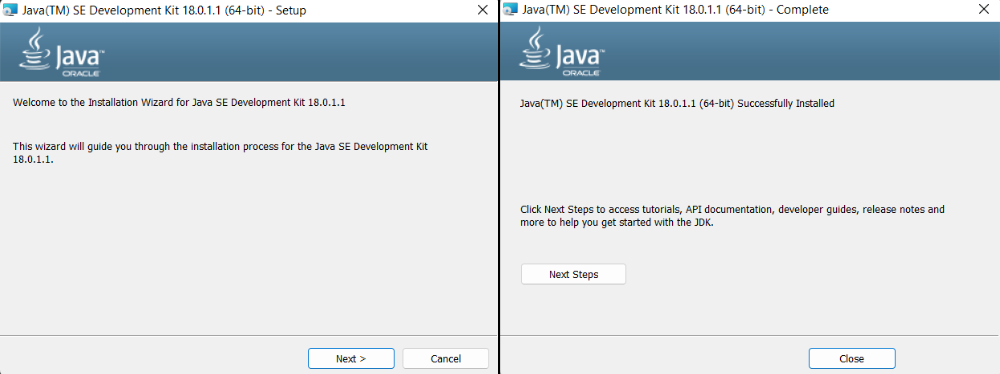 Java(TM) SE Development Kit 18.0.1.1 (64-bit) - Setup
Java™
ORACLE
Welcome to the Installation Wizard for Java SE Development Kit 18.0.1.1
This wizard will guide you through the installation process for the Java SE Development Kit
18.0.1.1.
Next >
Cancel
Java(TM) SE Development Kit 18.0.1.1 (64-bit) - Complete
Java™
ORACLE
Java(TM) SE Development Kit 18.0.1.1 (64-bit) Successfully Installed
Click Next Steps to access tutorials, API documentation, developer guides, release notes and
more to help you get started with the JDK.
Next Steps
Close